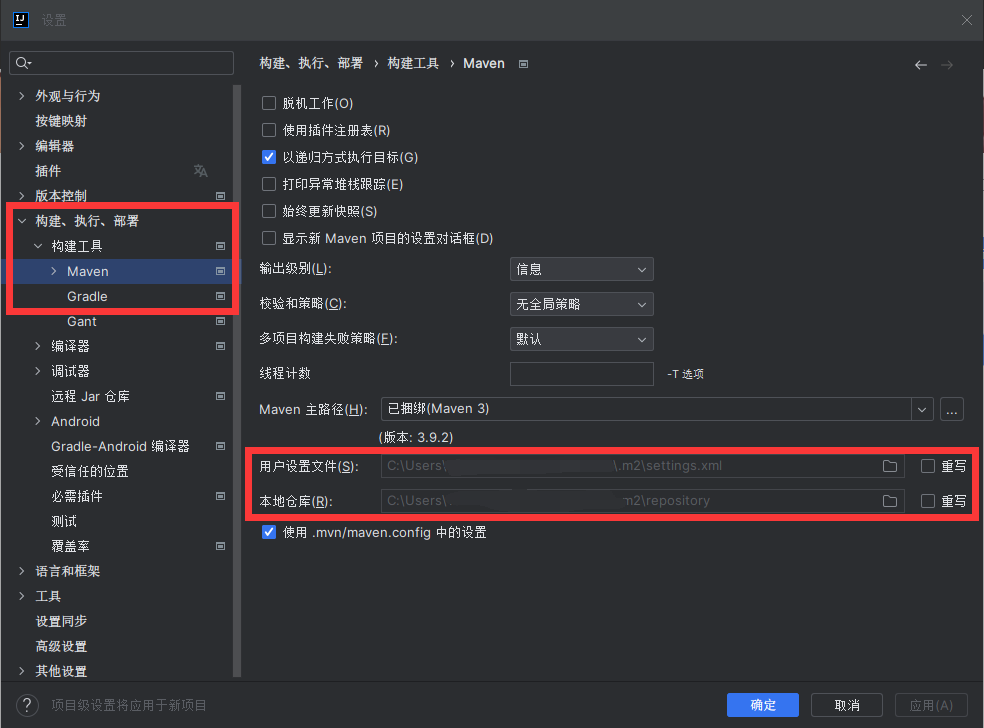 设置
构建、执行、部署 › 构建工具 › Maven
外观与行为
按键映射
编辑器
插件
版本控制
构建、执行、部署
构建工具
Maven
Gradle
Gant
编译器
调试器
远程 Jar 仓库
Android
Gradle-Android 编译器
受信任的位置
必需插件
测试
覆盖率
语言和框架
工具
设置同步
高级设置
其他设置
脱机工作(O)
使用插件注册表(R)
以递归方式执行目标(G)
打印异常堆栈跟踪(E)
始终更新快照(S)
显示新 Maven 项目的设置对话框(D)
输出级别(L): 信息
校验和策略(C): 无全局策略
多项目构建失败策略(F): 默认
线程计数 -T 选项
Maven 主路径(H): 已捆绑(Maven 3) ...
(版本: 3.9.2)
用户设置文件(S): C:\Users\ \.m2\settings.xml 重写
本地仓库(R): C:\Users\ m2\repository 重写
使用 .mvn/maven.config 中的设置
? 项目级设置将应用于新项目
确定 取消 应用(A)